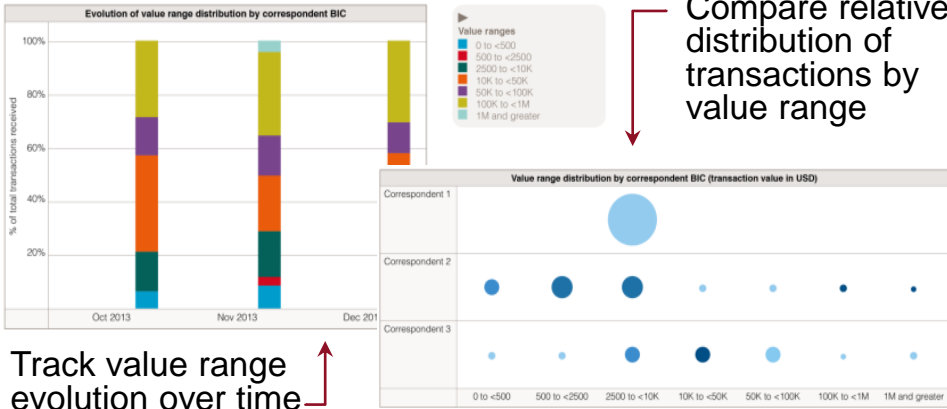 Evolution of value range distribution by correspondent BIC
100%
80%
60%
40%
20%
% of total transactions received
Oct 2013
Nov 2013
Dec 201
Value ranges
0 to <500
500 to <2500
2500 to <10K
10K to <50K
50K to <100K
100K to <1M
1M and greater
Compare relative
distribution of
transactions by
value range
Value range distribution by correspondent BIC (transaction value in USD)
Correspondent 1
Correspondent 2
Correspondent 3
0 to <500
500 to <2500
2500 to <10K
10K to <50K
50K to <100K
100K to <1M
1M and greater
Track value range
evolution over time